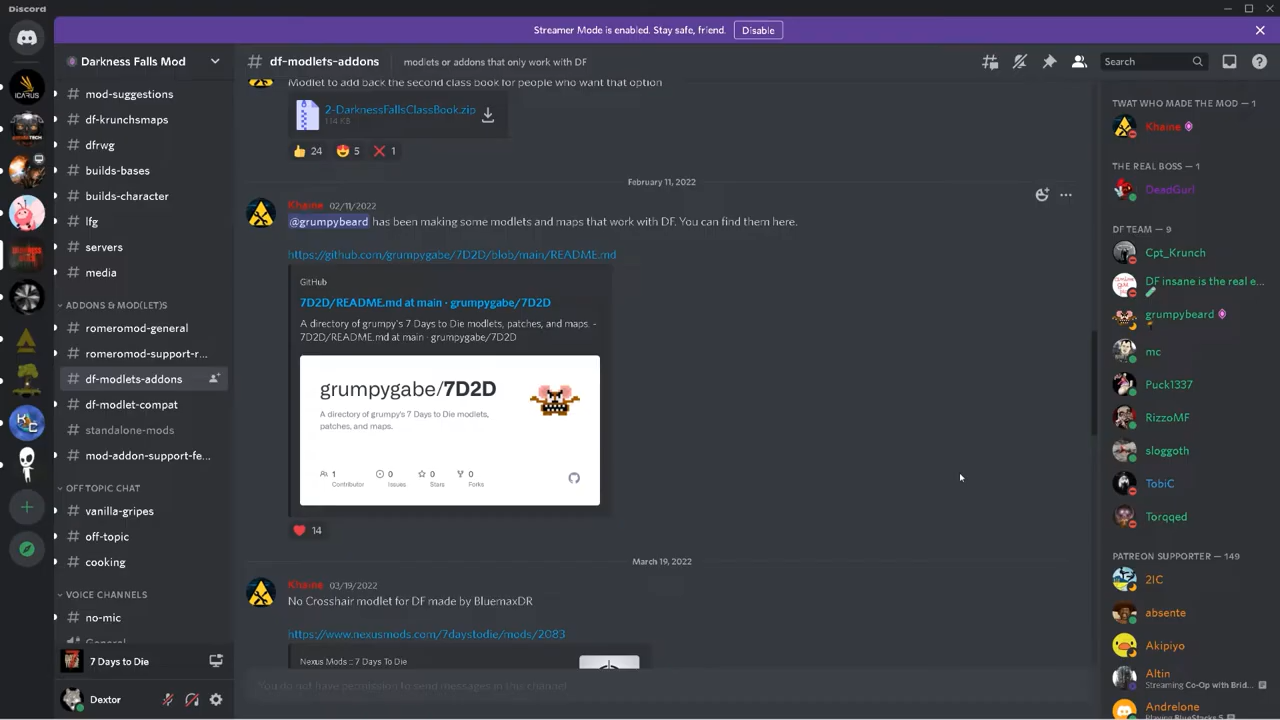 Discord
Streamer Mode is enabled. Stay safe, friend.
Disable
Darkness Falls Mod
mod-suggestions
df-krunchsmaps
dfrwg
builds-bases
builds-character
lfg
servers
media
ADDONS & MOD(LET)S
romeromod-general
romeromod-support-r...
df-modlets-addons
df-modlet-compat
standalone-mods
mod-addon-support-fe...
OFF TOPIC CHAT
vanilla-gripes
off-topic
cooking
VOICE CHANNELS
no-mic
General
7 Days to Die
Dextor
# df-modlets-addons
modlets or addons that only work with DF
Search
Modlet to add back the second class book for people who want that option
2-DarknessFallsClassBook.zip
114 KB
24
5
1
February 11, 2022
Khaine 02/11/2022
@grumpybeard has been making some modlets and maps that work with DF. You can find them here.
https://github.com/grumpygabe/7D2D/blob/main/README.md
GitHub
7D2D/README.md at main · grumpygabe/7D2D
A directory of grumpy's 7 Days to Die modlets, patches, and maps. -
7D2D/README.md at main · grumpygabe/7D2D
grumpygabe/7D2D
A directory of grumpy's 7 Days to Die modlets,
patches, and maps.
1
Contributor
0
Issues
0
Stars
0
Forks
14
March 19, 2022
Khaine 03/19/2022
No Crosshair modlet for DF made by BluemaxDR
https://www.nexusmods.com/7daystodie/mods/2083
Nexus Mods :: 7 Days To Die
You do not have permission to send messages in this channel.
TWAT WHO MADE THE MOD — 1
Khaine
THE REAL BOSS — 1
DeadGurl
DF TEAM — 9
Cpt_Krunch
DF insane is the real e...
grumpybeard
mc
Puck1337
RizzoMF
sloggoth
TobiC
Torqqed
PATREON SUPPORTER — 149
2IC
absente
Akipiyo
Altin
Streaming Co-Op with Brid...
Andrelone
Playing BlueStacks 5